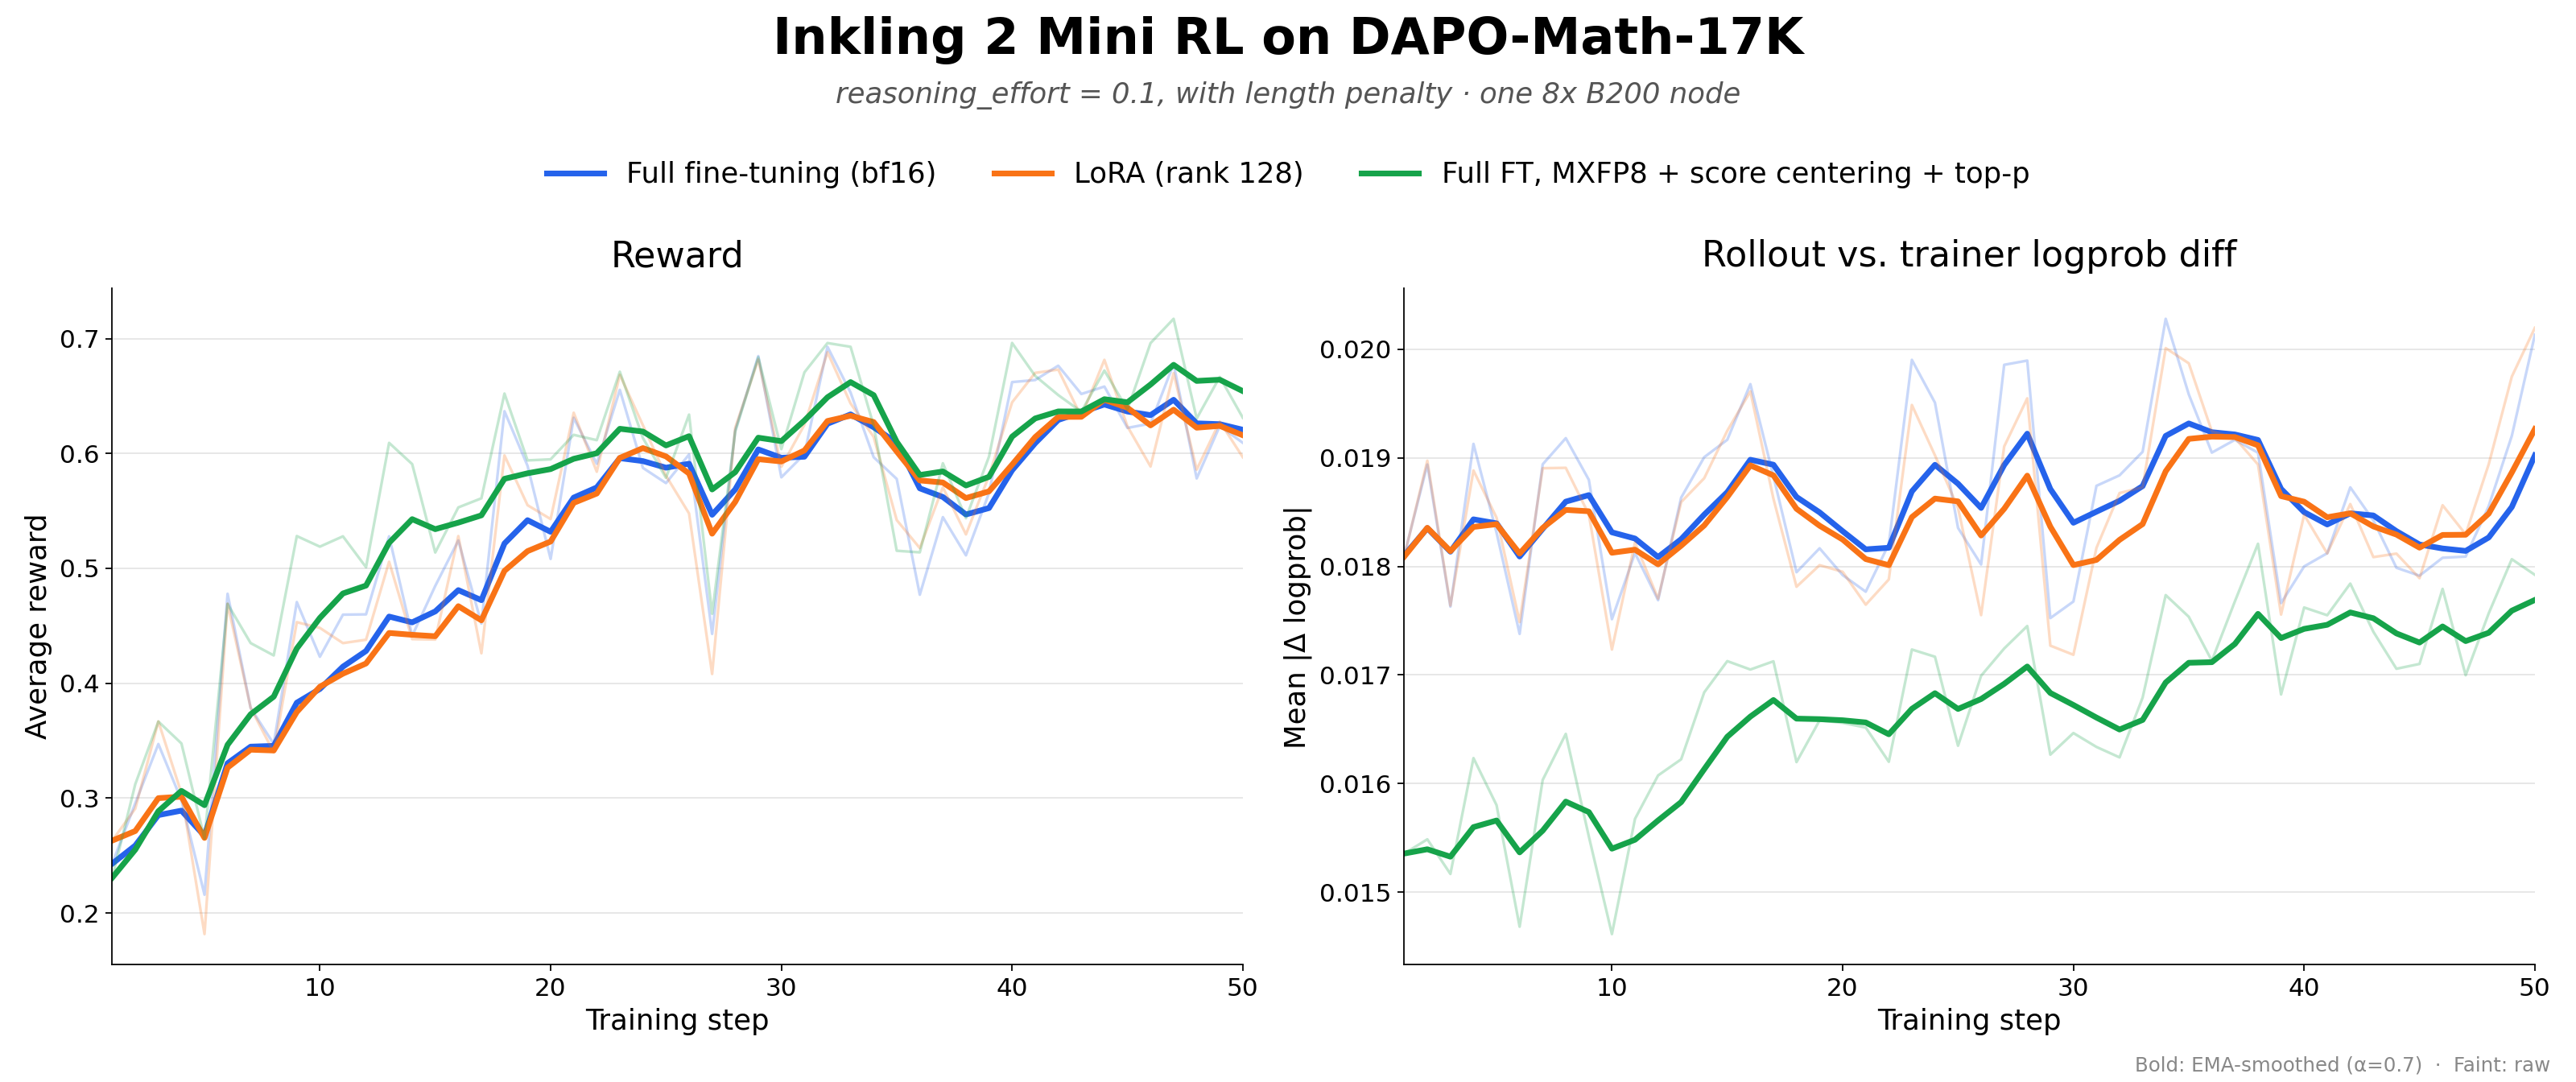 Inkling 2 Mini RL on DAPO-Math-17K
reasoning_effort = 0.1, with length penalty · one 8x B200 node
Full fine-tuning (bf16)
LoRA (rank 128)
Full FT, MXFP8 + score centering + top-p
Reward
0.7
0.6
0.5
0.4
0.3
0.2
Average reward
10 20 30 40 50
Training step
Rollout vs. trainer logprob diff
0.020
0.019
0.018
0.017
0.016
0.015
Mean |Δ logprob|
10 20 30 40 50
Training step
Bold: EMA-smoothed (α=0.7) · Faint: raw